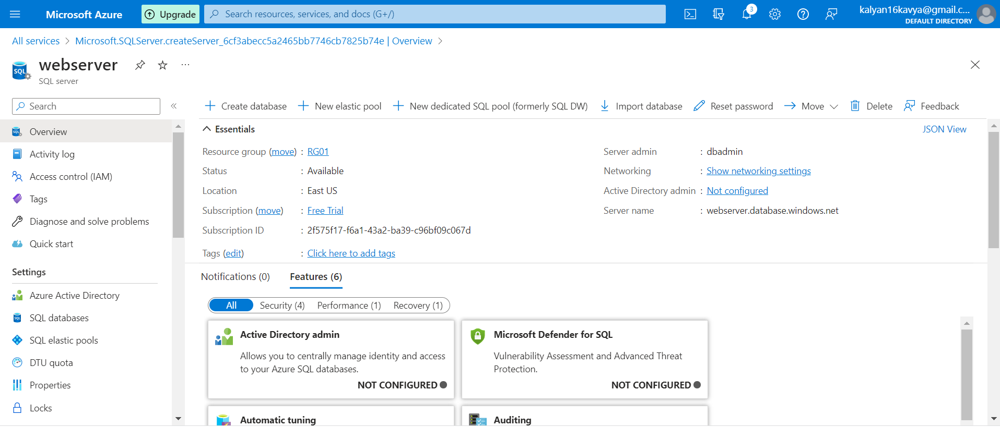 Microsoft Azure
Upgrade
Search resources, services, and docs (G+/)
3
kalyan16kavya@gmail.c...
DEFAULT DIRECTORY
All services > Microsoft.SQLServer.createServer_6cf3abecc5a2465bb7746cb7825b74e | Overview >
SQL
webserver
...
SQL server
Search
«
Overview
Activity log
Access control (IAM)
Tags
Diagnose and solve problems
Quick start
Settings
Azure Active Directory
SQL databases
SQL elastic pools
DTU quota
Properties
Locks
Create database
New elastic pool
New dedicated SQL pool (formerly SQL DW)
Import database
Reset password
Move
Delete
Feedback
Essentials
JSON View
Resource group (move) : RG01
Status : Available
Location : East US
Subscription (move) : Free Trial
Subscription ID : 2f575f17-f6a1-43a2-ba39-c96bf09c067d
Tags (edit) : Click here to add tags
Server admin : dbadmin
Networking : Show networking settings
Active Directory admin : Not configured
Server name : webserver.database.windows.net
Notifications (0)
Features (6)
All
Security (4)
Performance (1)
Recovery (1)
Active Directory admin
Allows you to centrally manage identity and access
to your Azure SQL databases.
NOT CONFIGURED
Microsoft Defender for SQL
Vulnerability Assessment and Advanced Threat
Protection.
NOT CONFIGURED
Automatic tuning
Auditing